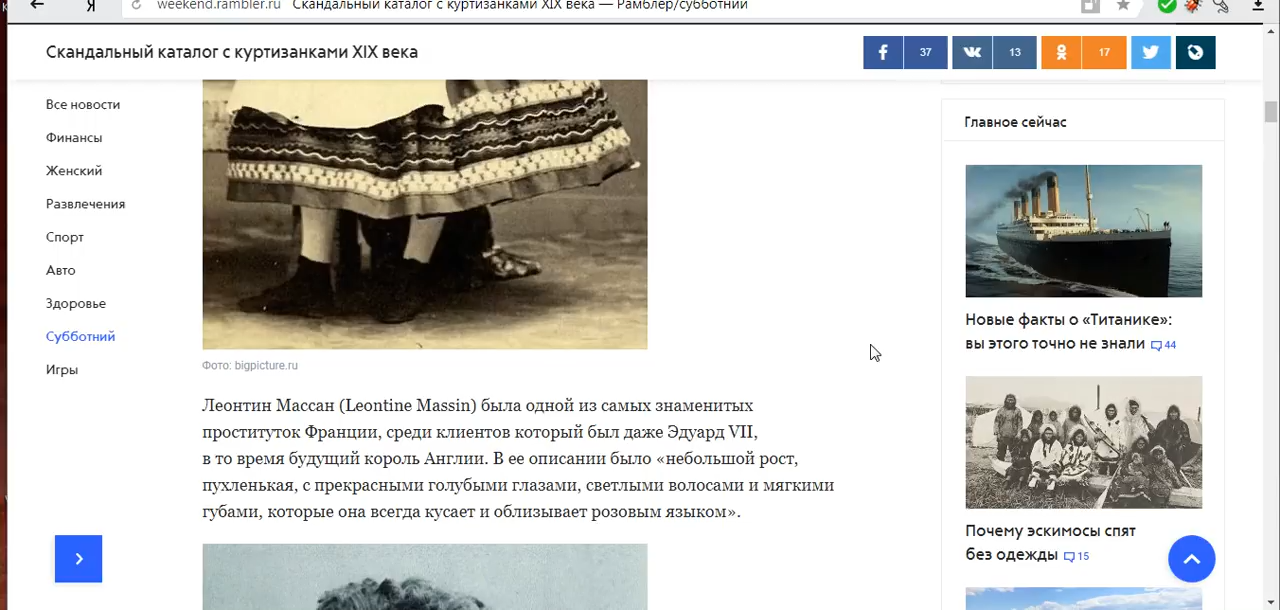 weekend.rambler.ru Скандальный каталог с куртизанками XIX века — Рамблер/субботний
Скандальный каталог с куртизанками XIX века
37
13
17
Все новости
Финансы
Женский
Развлечения
Спорт
Авто
Здоровье
Субботний
Игры
Фото: bigpicture.ru
Леонтин Массан (Leontine Massin) была одной из самых знаменитых
проституток Франции, среди клиентов который был даже Эдуард VII,
в то время будущий король Англии. В ее описании было «небольшой рост,
пухленькая, с прекрасными голубыми глазами, светлыми волосами и мягкими
губами, которые она всегда кусает и облизывает розовым языком».
Главное сейчас
Новые факты о «Титанике»:
вы этого точно не знали 44
Почему эскимосы спят
без одежды 15